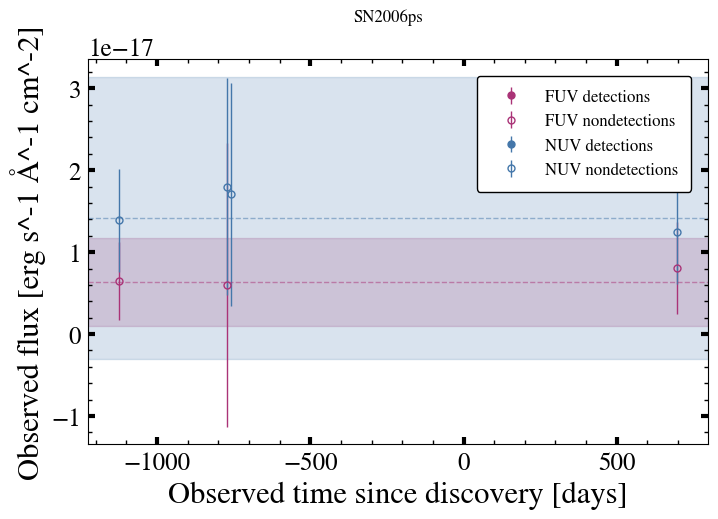 SN2006ps
1e−17
FUV detections
FUV nondetections
NUV detections
NUV nondetections
3
2
1
0
−1
Observed flux [erg s^-1 Å^-1 cm^-2]
−1000
−500
0
500
Observed time since discovery [days]